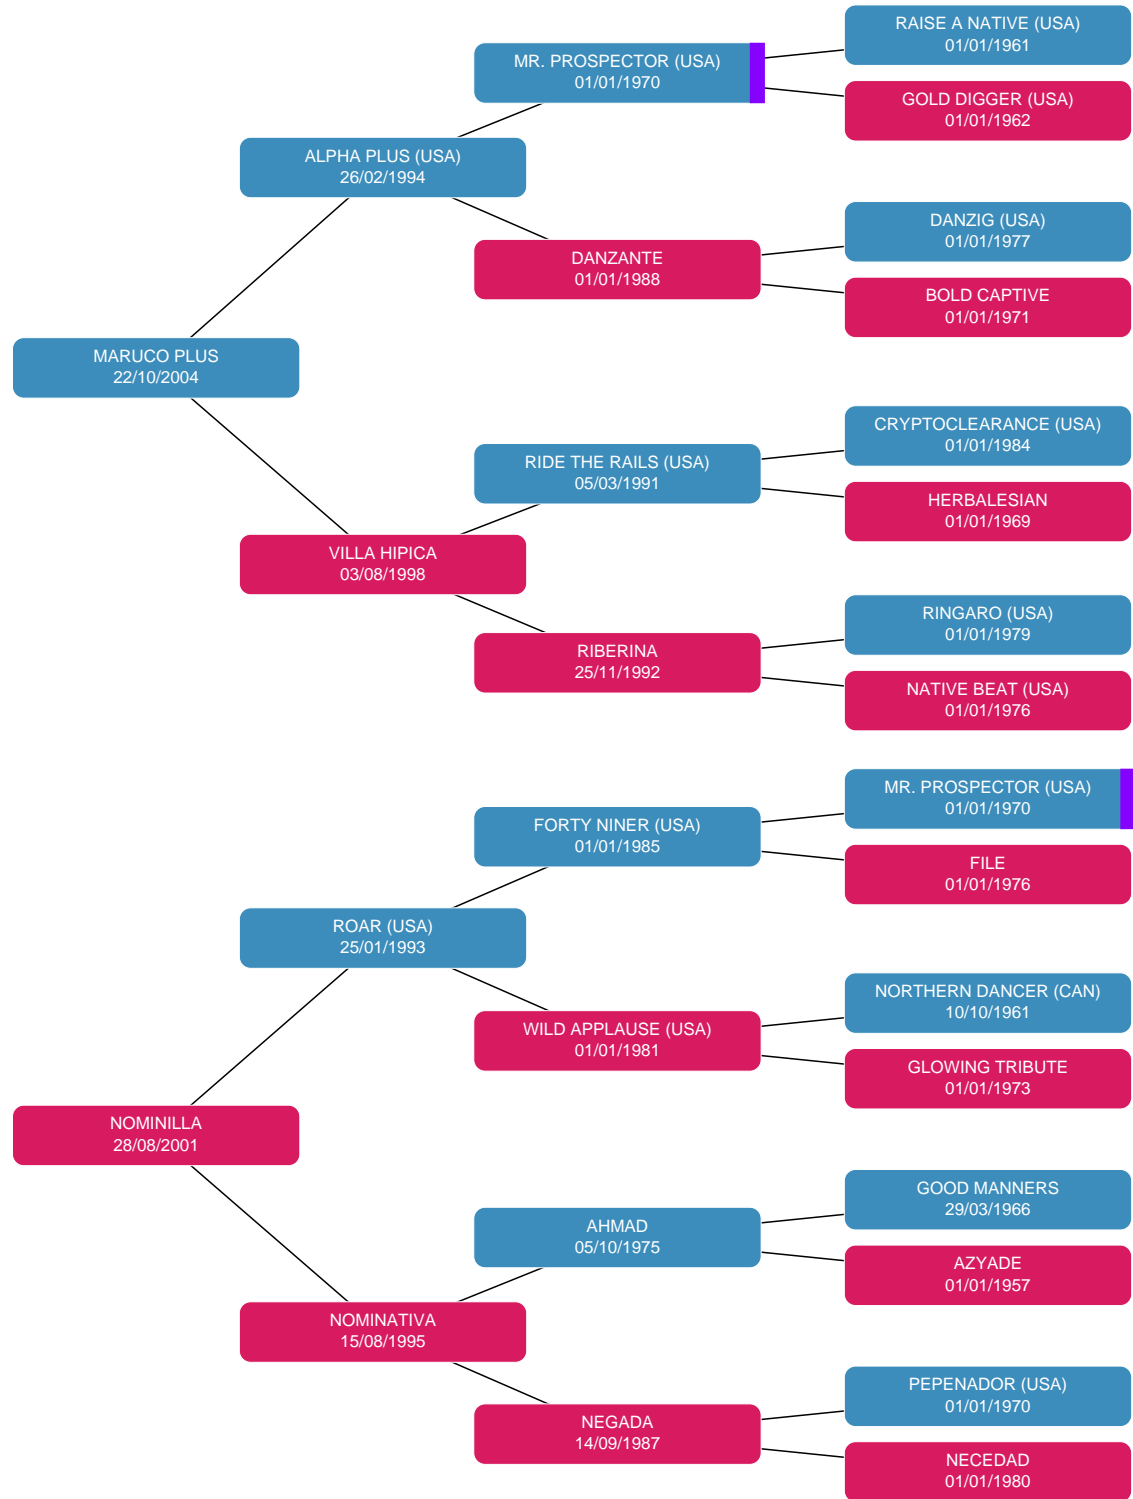 RAISE A NATIVE (USA)
01/01/1961
MR. PROSPECTOR (USA)
01/01/1970
GOLD DIGGER (USA)
01/01/1962
ALPHA PLUS (USA)
26/02/1994
DANZIG (USA)
01/01/1977
DANZANTE
01/01/1988
BOLD CAPTIVE
01/01/1971
MARUCO PLUS
22/10/2004
CRYPTOCLEARANCE (USA)
01/01/1984
RIDE THE RAILS (USA)
05/03/1991
HERBALESIAN
01/01/1969
VILLA HIPICA
03/08/1998
RINGARO (USA)
01/01/1979
RIBERINA
25/11/1992
NATIVE BEAT (USA)
01/01/1976
MR. PROSPECTOR (USA)
01/01/1970
FORTY NINER (USA)
01/01/1985
FILE
01/01/1976
ROAR (USA)
25/01/1993
NORTHERN DANCER (CAN)
10/10/1961
WILD APPLAUSE (USA)
01/01/1981
GLOWING TRIBUTE
01/01/1973
NOMINILLA
28/08/2001
GOOD MANNERS
29/03/1966
AHMAD
05/10/1975
AZYADE
01/01/1957
NOMINATIVA
15/08/1995
PEPENADOR (USA)
01/01/1970
NEGADA
14/09/1987
NECEDAD
01/01/1980